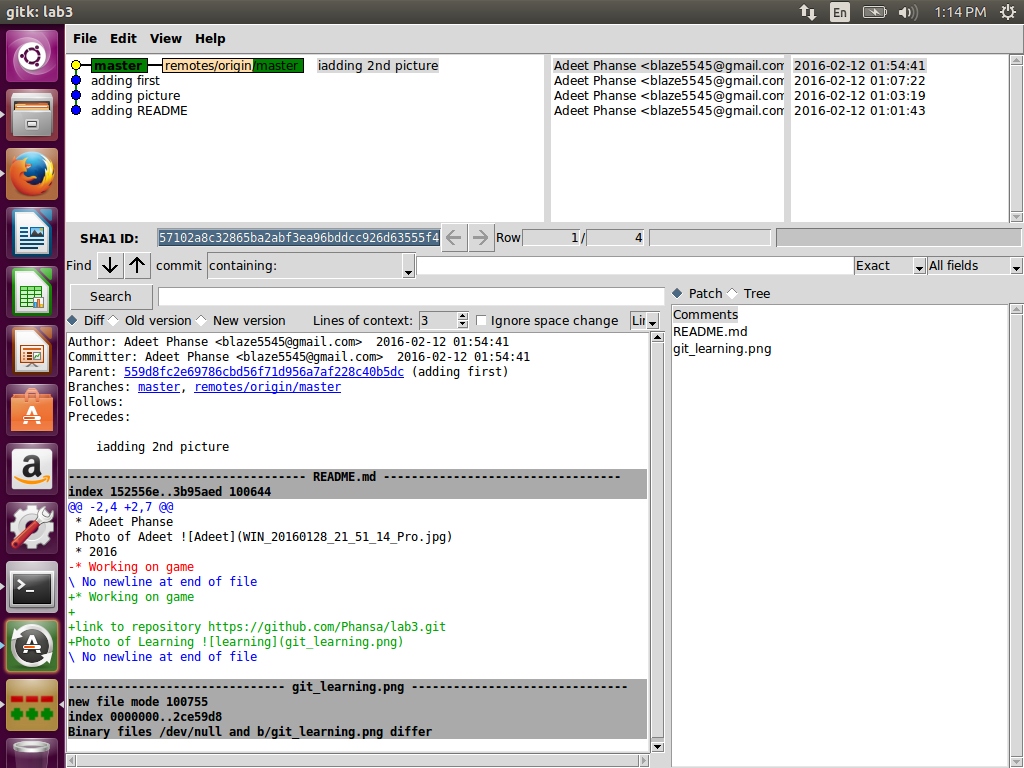 gitk: lab3
En
1:14 PM
File Edit View Help
master remotes/origin/master iadding 2nd picture Adeet Phanse <blaze5545@gmail.com 2016-02-12 01:54:41
adding first Adeet Phanse <blaze5545@gmail.com 2016-02-12 01:07:22
adding picture Adeet Phanse <blaze5545@gmail.com 2016-02-12 01:03:19
adding README Adeet Phanse <blaze5545@gmail.com 2016-02-12 01:01:43
SHA1 ID: 57102a8c32865ba2abf3ea96bddcc926d63555f4 Row 1 / 4
Find commit containing: Exact All fields
Search
Patch Tree
Diff Old version New version Lines of context: 3 Ignore space change Lin
Comments
README.md
git_learning.png
Author: Adeet Phanse <blaze5545@gmail.com> 2016-02-12 01:54:41
Committer: Adeet Phanse <blaze5545@gmail.com> 2016-02-12 01:54:41
Parent: 559d8fc2e69786cbd56f71d956a7af228c40b5dc (adding first)
Branches: master, remotes/origin/master
Follows:
Precedes:
iadding 2nd picture
-------------------------------- README.md --------------------------------
index 152556e..3b95aed 100644
@@ -2,4 +2,7 @@
* Adeet Phanse
Photo of Adeet ![Adeet](WIN_20160128_21_51_14_Pro.jpg)
* 2016
-* Working on game
\ No newline at end of file
+* Working on game
+
+link to repository https://github.com/Phansa/lab3.git
+Photo of Learning ![learning](git_learning.png)
\ No newline at end of file
----------------------------- git_learning.png -----------------------------
new file mode 100755
index 0000000..2ce59d8
Binary files /dev/null and b/git_learning.png differ